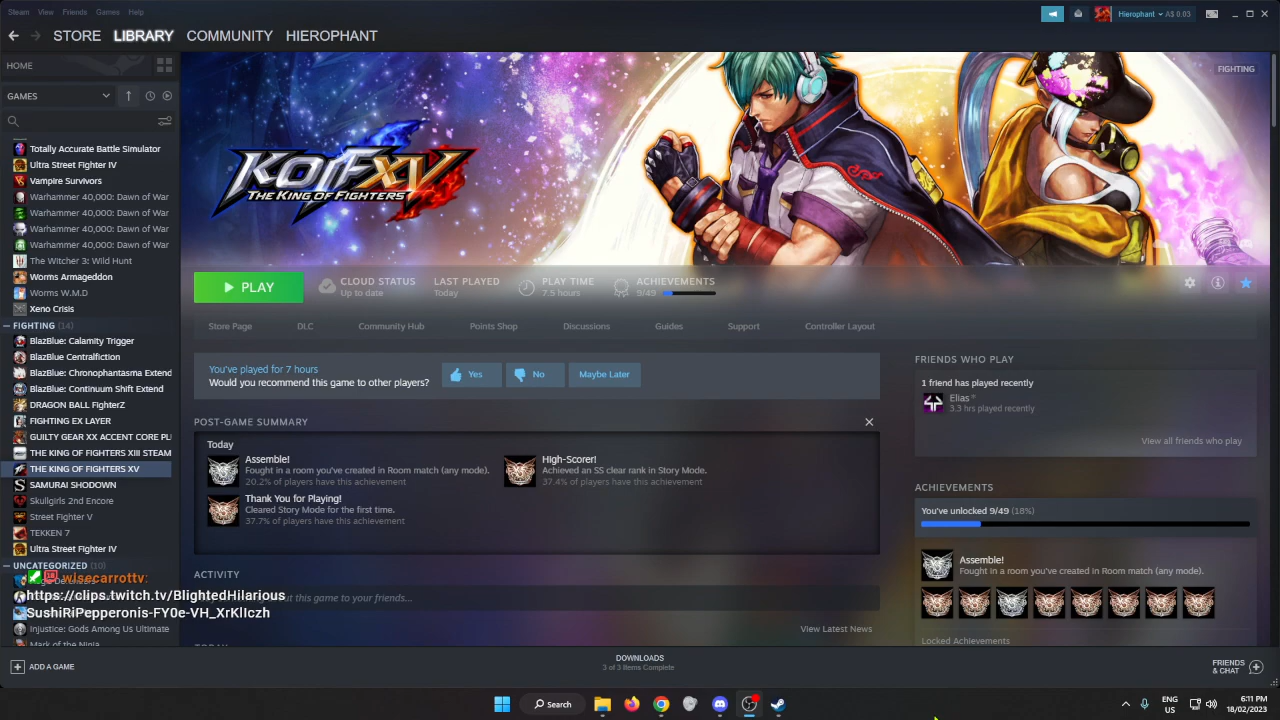 Steam View Friends Games Help
Hierophant A$ 0.03
STORE LIBRARY COMMUNITY HIEROPHANT
HOME
GAMES
Totally Accurate Battle Simulator
Ultra Street Fighter IV
Vampire Survivors
Warhammer 40,000: Dawn of War
Warhammer 40,000: Dawn of War
Warhammer 40,000: Dawn of War
Warhammer 40,000: Dawn of War
The Witcher 3: Wild Hunt
Worms Armageddon
Worms W.M.D
Xeno Crisis
FIGHTING (14)
BlazBlue: Calamity Trigger
BlazBlue Centralfiction
BlazBlue: Chronophantasma Extend
BlazBlue: Continuum Shift Extend
DRAGON BALL FighterZ
FIGHTING EX LAYER
GUILTY GEAR XX ACCENT CORE PL
THE KING OF FIGHTERS XIII STEAM
THE KING OF FIGHTERS XV
SAMURAI SHODOWN
Skullgirls 2nd Encore
Street Fighter V
TEKKEN 7
Ultra Street Fighter IV
UNCATEGORIZED (10)
wisecarrottv:
https://clips.twitch.tv/BlightedHilarious
SushiRiPepperonis-FY0e-VH_XrKlIczh
Injustice: Gods Among Us Ultimate
Mark of the Ninja
ADD A GAME
FIGHTING
KOF XV
THE KING OF FIGHTERS
PLAY
CLOUD STATUS
Up to date
LAST PLAYED
Today
PLAY TIME
7.5 hours
ACHIEVEMENTS
9/49
Store Page DLC Community Hub Points Shop Discussions Guides Support Controller Layout
You've played for 7 hours
Would you recommend this game to other players?
Yes No Maybe Later
POST-GAME SUMMARY
Today
Assemble!
Fought in a room you've created in Room match (any mode).
20.2% of players have this achievement
High-Scorer!
Achieved an SS clear rank in Story Mode.
37.4% of players have this achievement
Thank You for Playing!
Cleared Story Mode for the first time.
37.7% of players have this achievement
ACTIVITY
this game to your friends...
View Latest News
TODAY
FRIENDS WHO PLAY
1 friend has played recently
Elias*
3.3 hrs played recently
View all friends who play
ACHIEVEMENTS
You've unlocked 9/49 (18%)
Assemble!
Fought in a room you've created in Room match (any mode).
Locked Achievements
DOWNLOADS
3 of 3 Items Complete
FRIENDS
& CHAT
Search
ENG
US
6:11 PM
18/02/2023